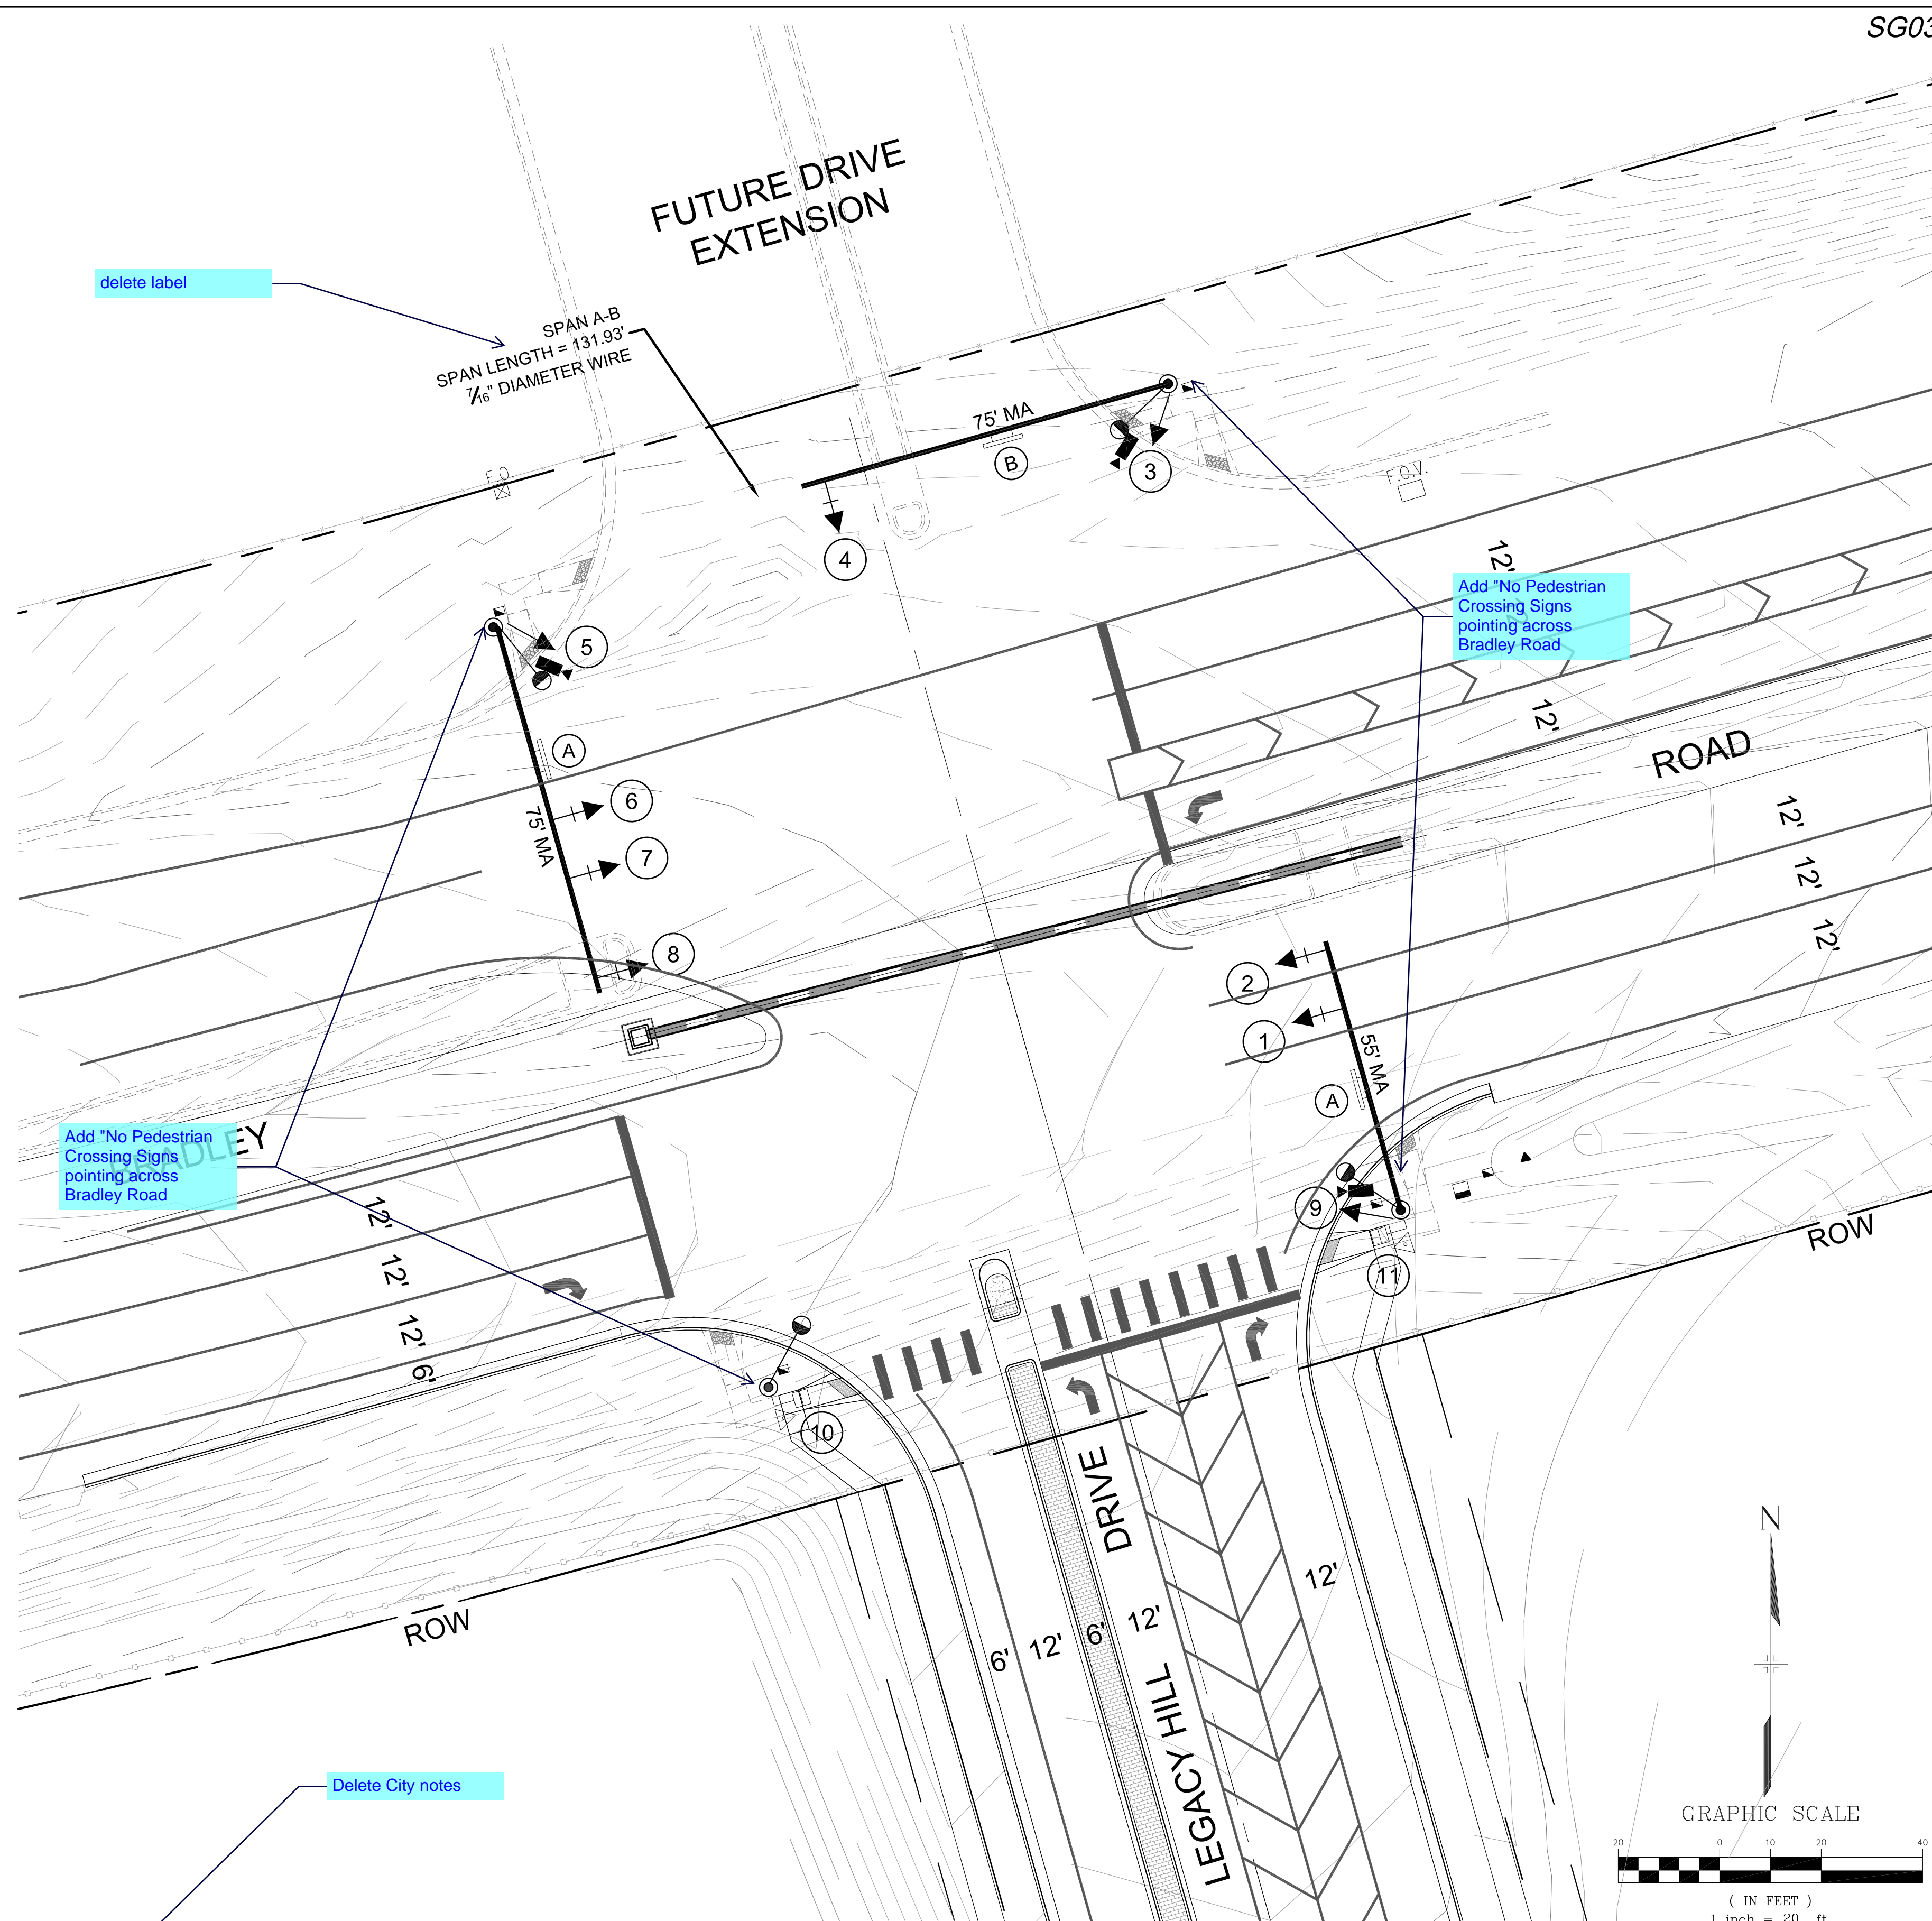 SG03
FUTURE DRIVE
EXTENSION
delete label
SPAN A-B
SPAN LENGTH = 131.93'
7/16" DIAMETER WIRE
75' MA
B
3
F.O.
F.O.V.
4
12'
Add "No Pedestrian
Crossing Signs
pointing across
Bradley Road
5
A
6
75' MA
7
12'
ROAD
8
12'
12'
12'
2
1
55' MA
A
BRADLEY
Add "No Pedestrian
Crossing Signs
pointing across
Bradley Road
9
11
ROW
12'
12'
12'
6'
10
DRIVE
N
ROW
6'
12'
6'
12'
12'
LEGACY HILL
Delete City notes
GRAPHIC SCALE
20 0 10 20 40
( IN FEET )
1 inch = 20 ft.